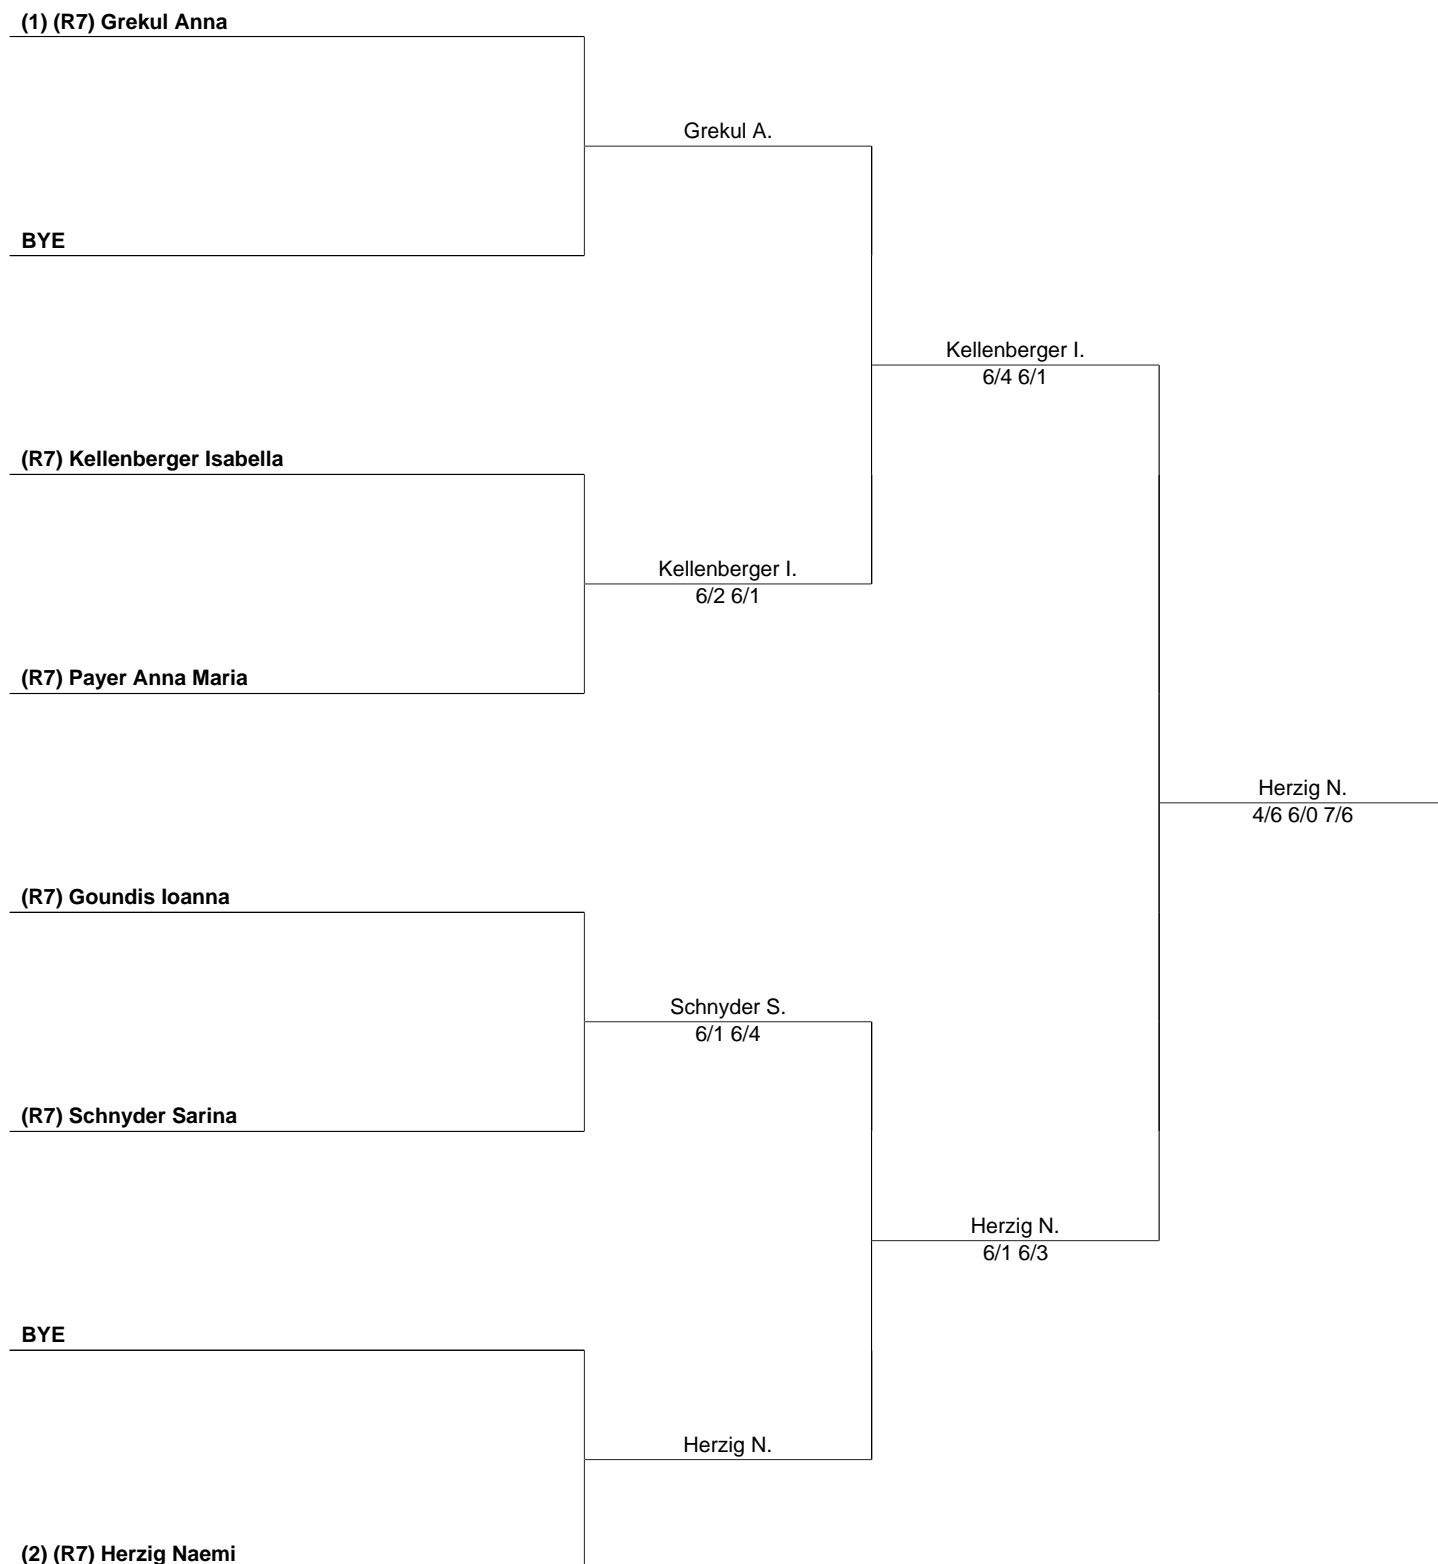 (1) (R7) Grekul Anna
Grekul A.
BYE
Kellenberger I.
6/4 6/1
(R7) Kellenberger Isabella
Kellenberger I.
6/2 6/1
(R7) Payer Anna Maria
Herzig N.
4/6 6/0 7/6
(R7) Goundis Ioanna
Schnyder S.
6/1 6/4
(R7) Schnyder Sarina
Herzig N.
6/1 6/3
BYE
Herzig N.
(2) (R7) Herzig Naemi